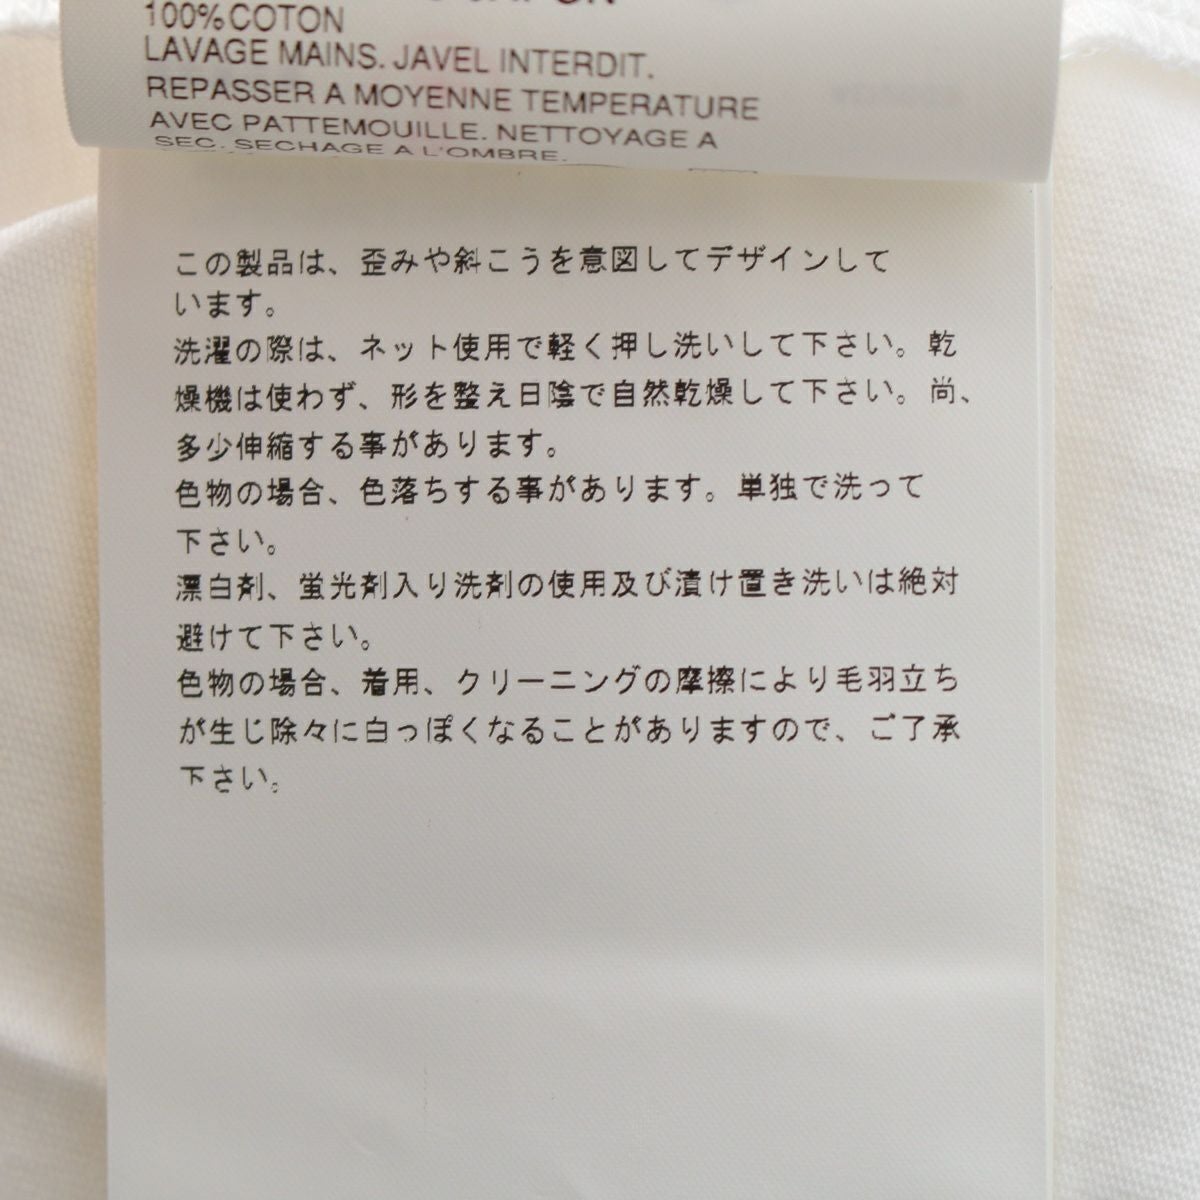 100% COTON
LAVAGE MAINS. JAVEL INTERDIT.
REPASSER A MOYENNE TEMPERATURE
AVEC PATTEMOUILLE. NETTOYAGE A
SEC. SECHAGE A L'OMBRE.
この製品は、歪みや斜こうを意図してデザインして
います。
洗濯の際は、ネット使用で軽く押し洗いして下さい。乾
燥機は使わず、形を整え日陰で自然乾燥して下さい。尚、
多少伸縮する事があります。
色物の場合、色落ちする事があります。単独で洗って
下さい。
漂白剤、蛍光剤入り洗剤の使用及び漬け置き洗いは絶対
避けて下さい。
色物の場合、着用、クリーニングの摩擦により毛羽立ち
が生じ除々に白っぽくなることがありますので、ご了承
下さい。